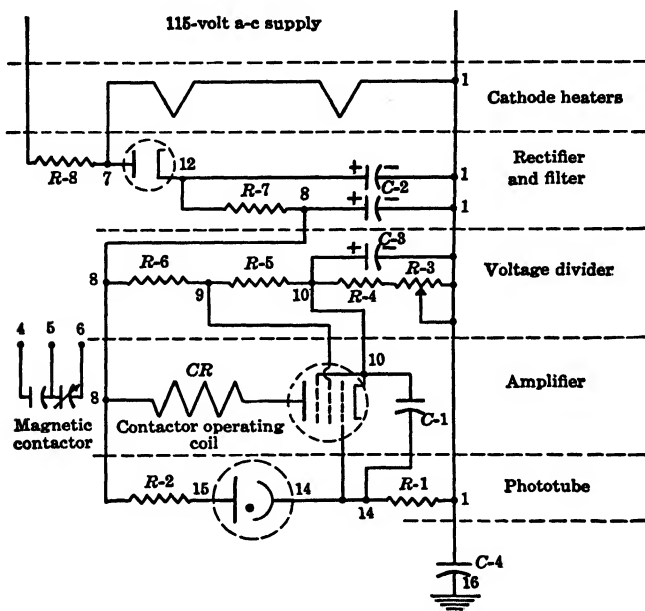 115-volt a-c supply
1
Cathode heaters
R-8
7
12
+
−
C-2
1
Rectifier
and filter
R-7
8
+
−
1
C-3
+
−
8
R-6
9
R-5
10
R-4
R-3
Voltage divider
4
5
6
10
CR
8
Amplifier
Magnetic
contactor
Contactor operating
coil
C-1
R-2
15
14
14
R-1
1
Phototube
C-4
16